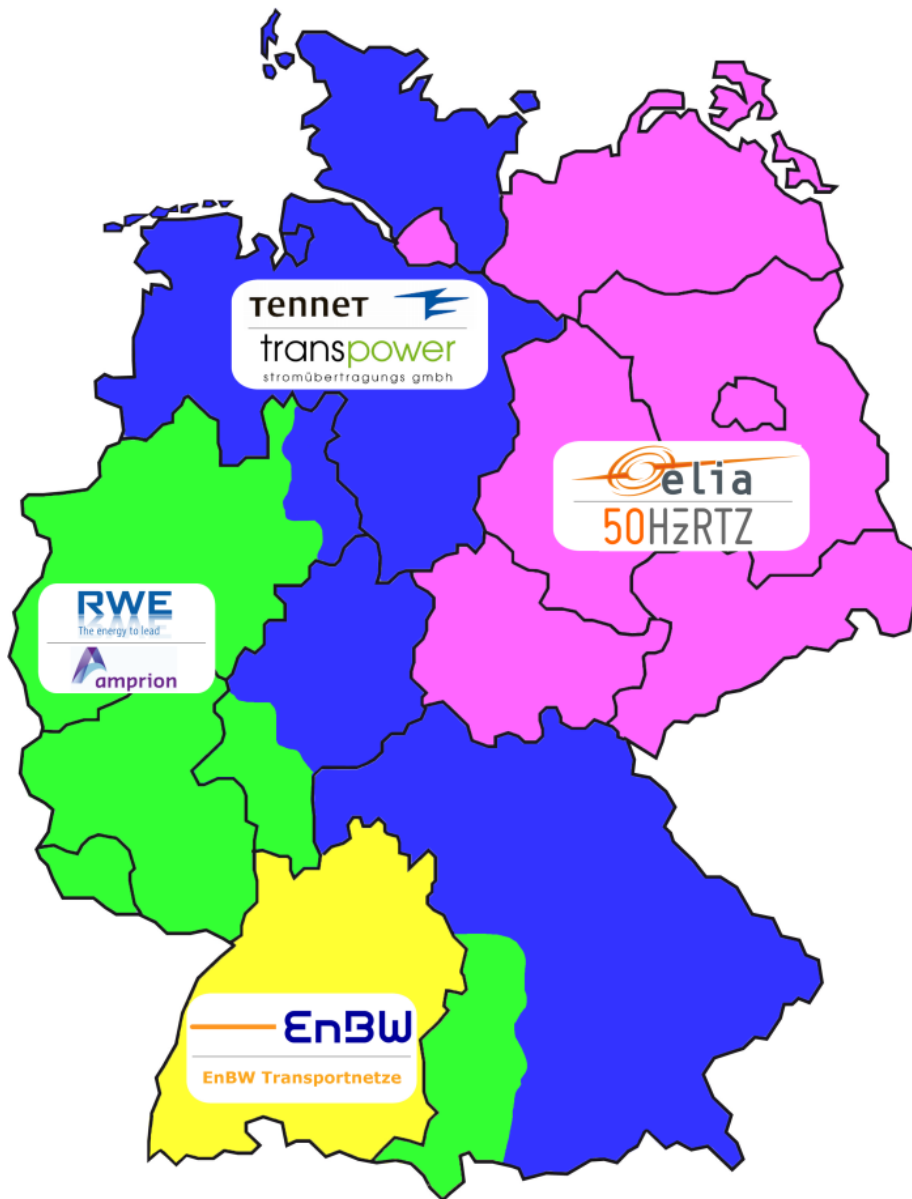 TenneT
transpower
stromübertragungs gmbh
elia
50HzRTZ
RWE
The energy to lead
amprion
EnBW
EnBW Transportnetze